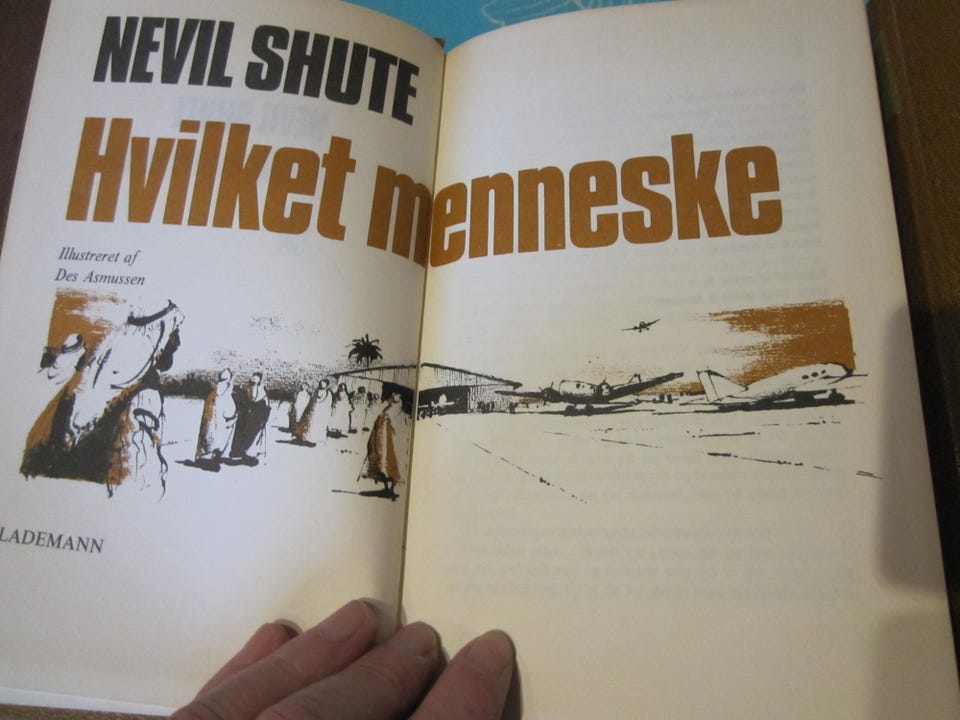 NEVIL SHUTE
Hvilket menneske
Illustreret af
Des Asmussen
LADEMANN